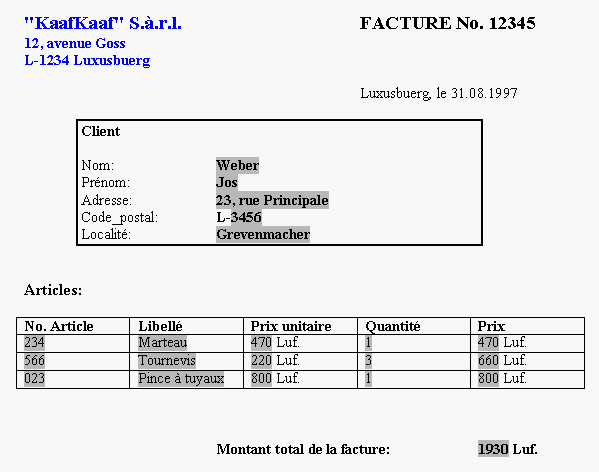 "KaafKaaf" S.à.r.l. FACTURE No. 12345
12, avenue Goss
L-1234 Luxusbuerg
Luxusbuerg, le 31.08.1997
Client
Nom: Weber
Prénom: Jos
Adresse: 23, rue Principale
Code_postal: L-3456
Localité: Grevenmacher
Articles:
No. Article Libellé Prix unitaire Quantité Prix
234 Marteau 470 Luf. 1 470 Luf.
566 Tournevis 220 Luf. 3 660 Luf.
023 Pince à tuyaux 800 Luf. 1 800 Luf.
Montant total de la facture: 1930 Luf.